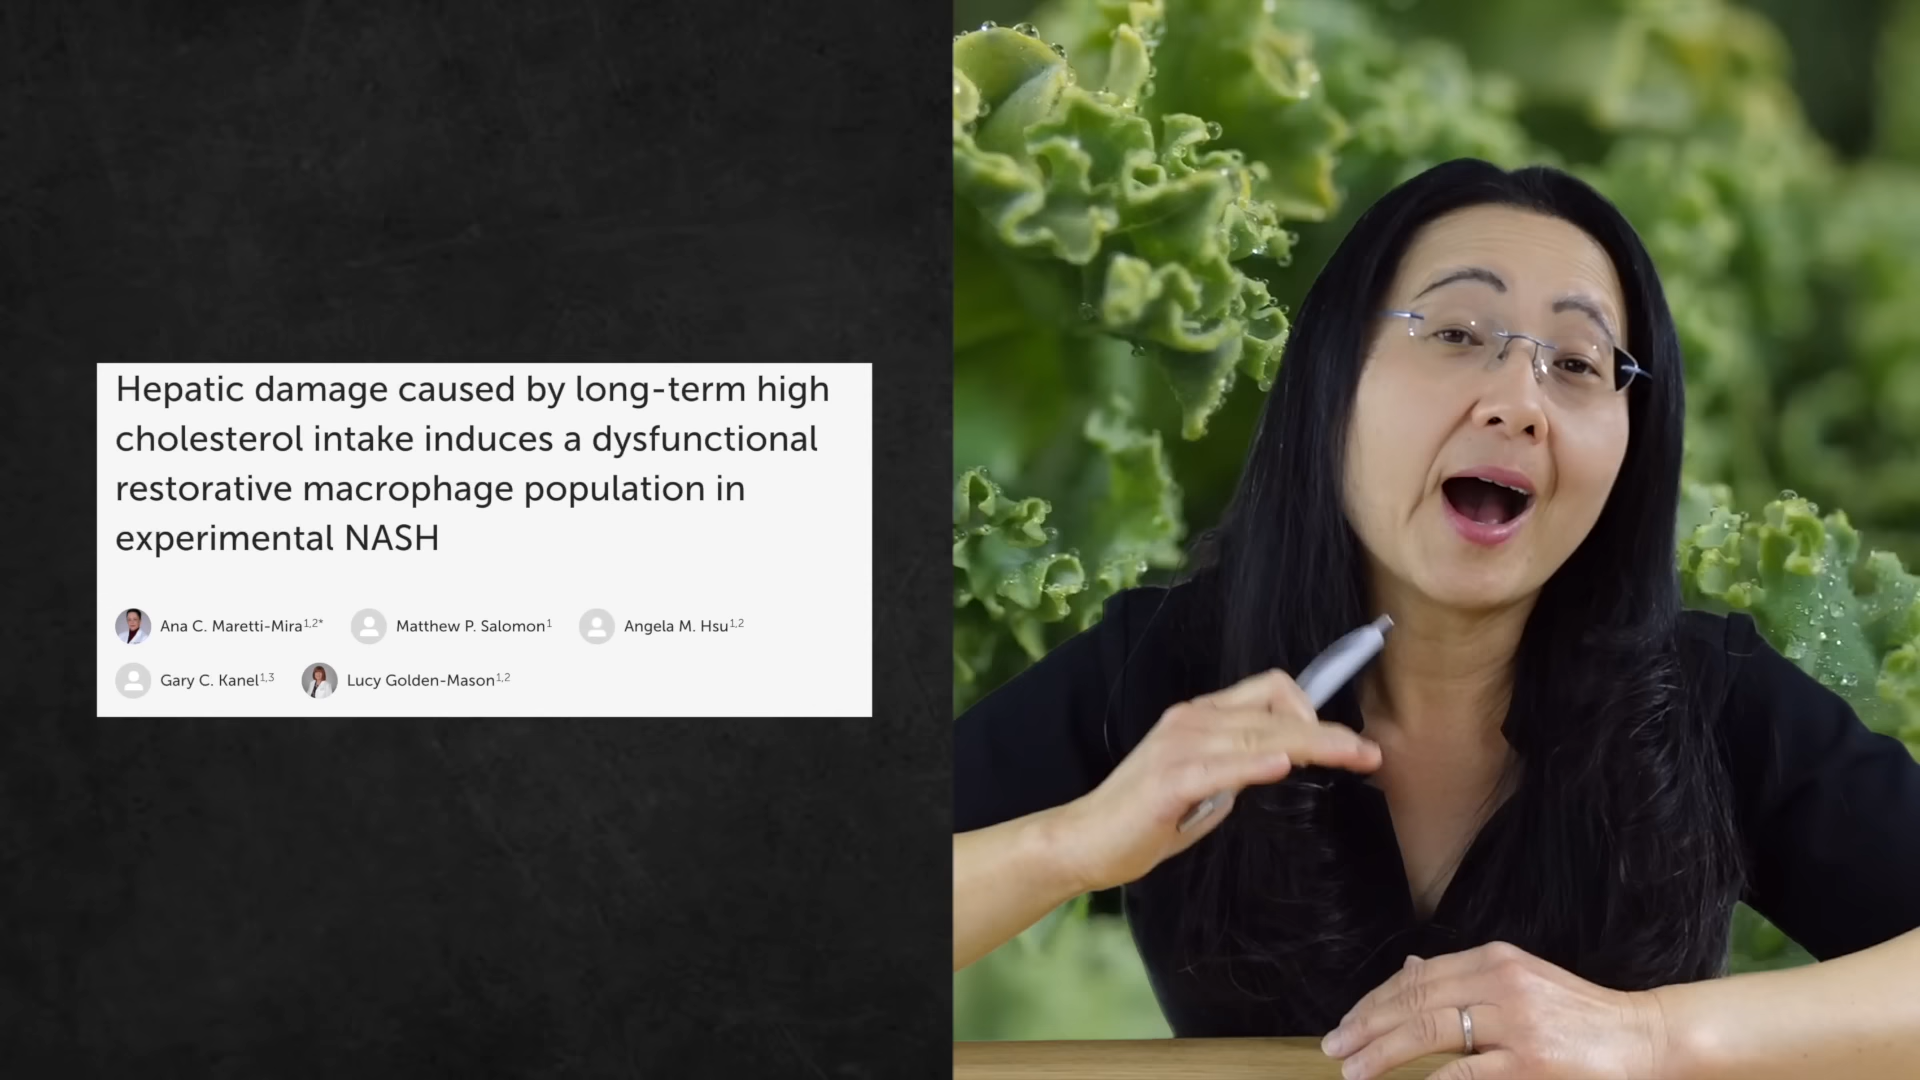 Hepatic damage caused by long-term high
cholesterol intake induces a dysfunctional
restorative macrophage population in
experimental NASH
Ana C. Maretti-Mira1,2* Matthew P. Salomon1 Angela M. Hsu1,2
Gary C. Kanel1,3 Lucy Golden-Mason1,2